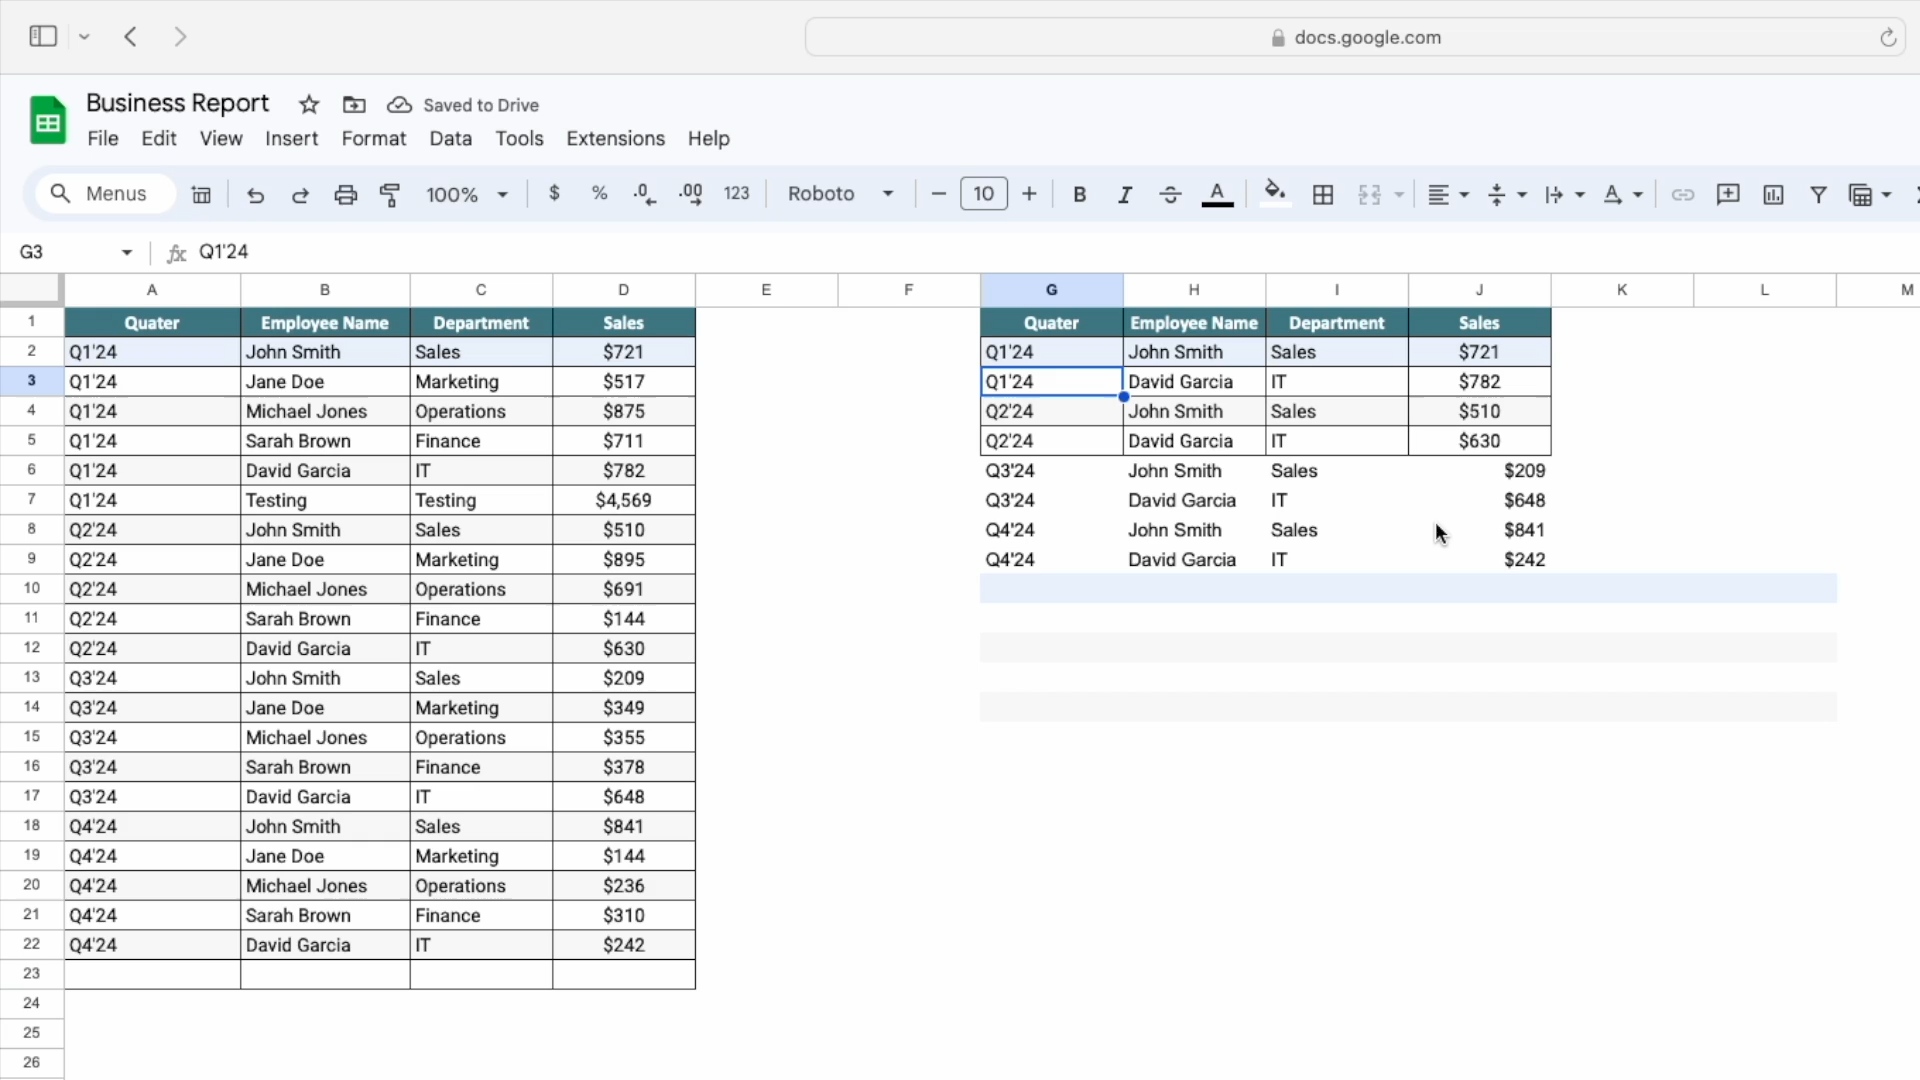 docs.google.com
Business Report Saved to Drive
File Edit View Insert Format Data Tools Extensions Help
Menus 100% $ % .0 .00 123 Roboto − 10 + B I A
G3 fx Q1'24
A B C D E F G H I J K L M
1 Quater Employee Name Department Sales Quater Employee Name Department Sales
2 Q1'24 John Smith Sales $721 Q1'24 John Smith Sales $721
3 Q1'24 Jane Doe Marketing $517 Q1'24 David Garcia IT $782
4 Q1'24 Michael Jones Operations $875 Q2'24 John Smith Sales $510
5 Q1'24 Sarah Brown Finance $711 Q2'24 David Garcia IT $630
6 Q1'24 David Garcia IT $782 Q3'24 John Smith Sales $209
7 Q1'24 Testing Testing $4,569 Q3'24 David Garcia IT $648
8 Q2'24 John Smith Sales $510 Q4'24 John Smith Sales $841
9 Q2'24 Jane Doe Marketing $895 Q4'24 David Garcia IT $242
10 Q2'24 Michael Jones Operations $691
11 Q2'24 Sarah Brown Finance $144
12 Q2'24 David Garcia IT $630
13 Q3'24 John Smith Sales $209
14 Q3'24 Jane Doe Marketing $349
15 Q3'24 Michael Jones Operations $355
16 Q3'24 Sarah Brown Finance $378
17 Q3'24 David Garcia IT $648
18 Q4'24 John Smith Sales $841
19 Q4'24 Jane Doe Marketing $144
20 Q4'24 Michael Jones Operations $236
21 Q4'24 Sarah Brown Finance $310
22 Q4'24 David Garcia IT $242
23
24
25
26